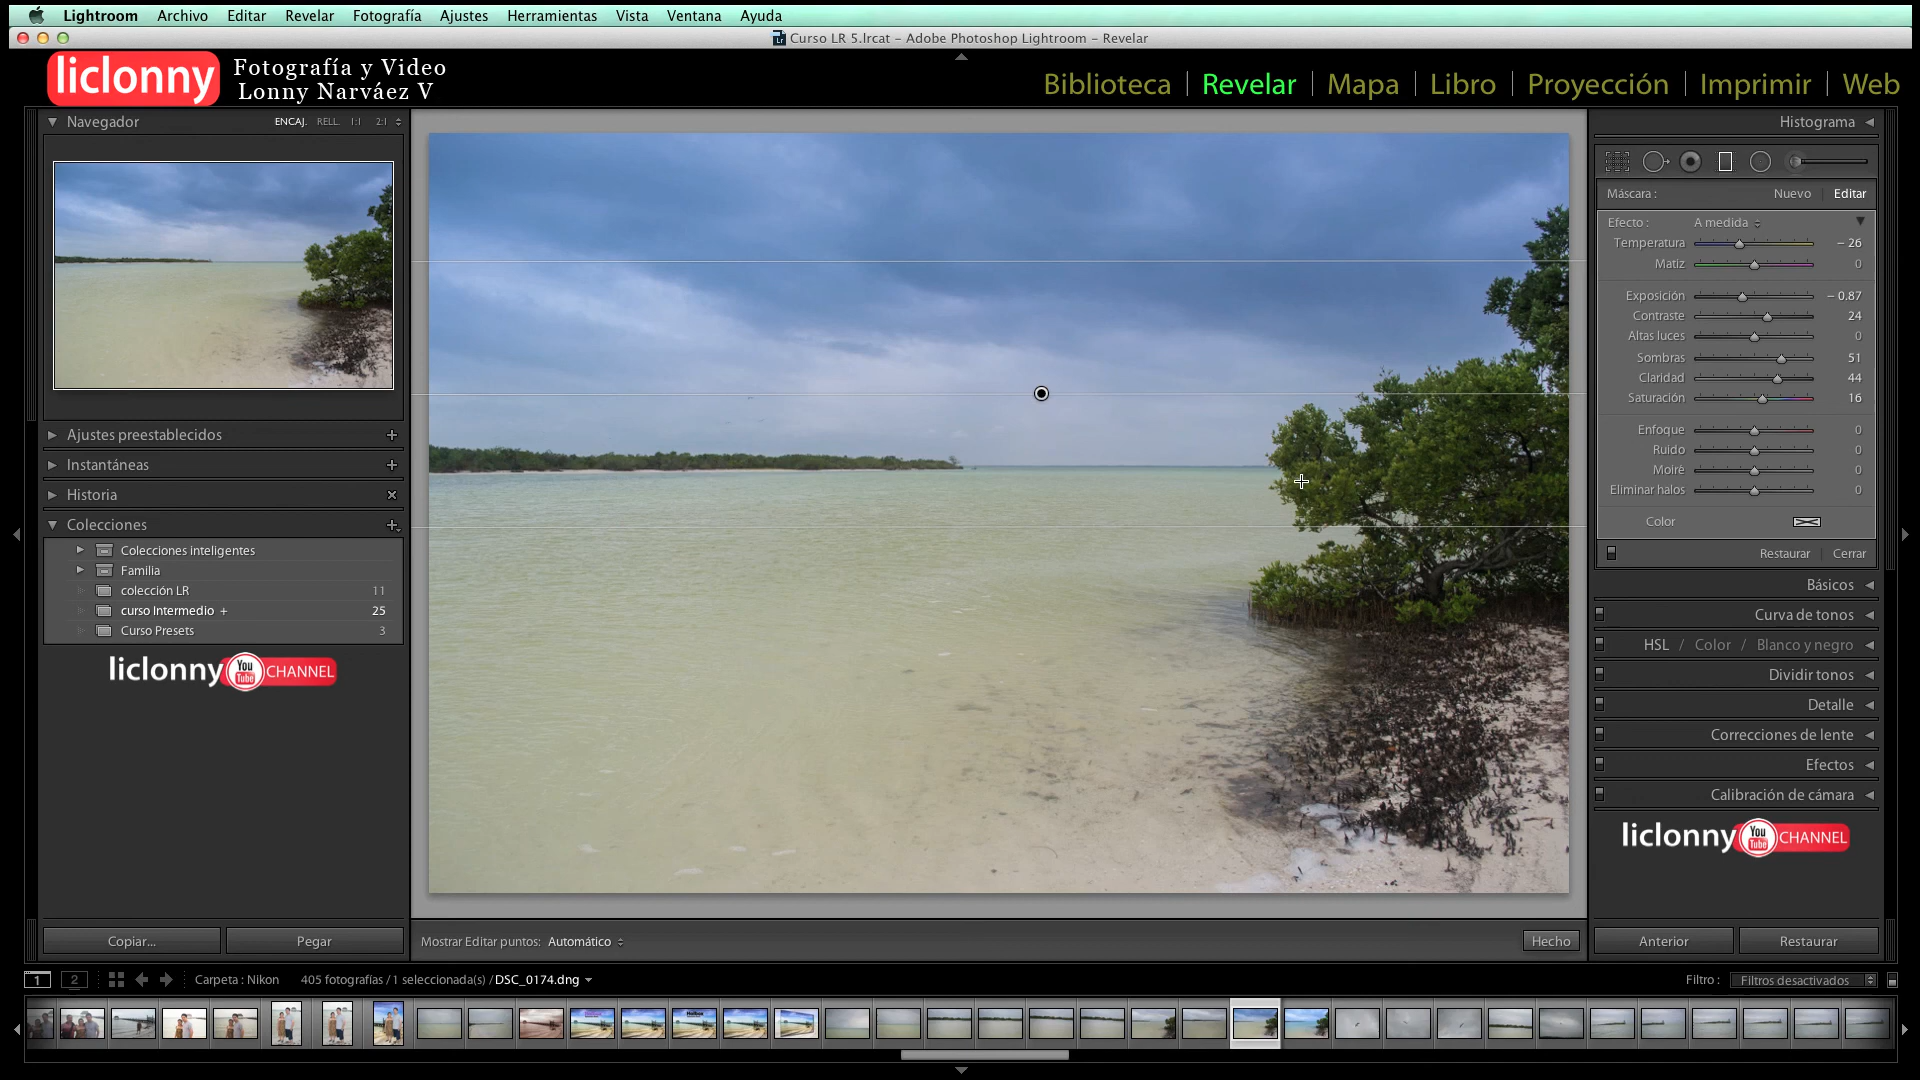 Lightroom Archivo Editar Revelar Fotografía Ajustes Herramientas Vista Ventana Ayuda
Curso LR 5.lrcat – Adobe Photoshop Lightroom – Revelar
liclonny Fotografía y Video
Lonny Narváez V
Biblioteca | Revelar | Mapa | Libro | Proyección | Imprimir | Web
Navegador ENCAJ. RELL. 1:1 2:1
Ajustes preestablecidos
Instantáneas
Historia
Colecciones
Colecciones inteligentes
Familia
colección LR 11
curso Intermedio + 25
Curso Presets 3
liclonny You Tube CHANNEL
Copiar... Pegar
Mostrar Editar puntos: Automático Hecho
Histograma
Máscara : Nuevo | Editar
Efecto : A medida
Temperatura – 26
Matiz 0
Exposición – 0.87
Contraste 24
Altas luces 0
Sombras 51
Claridad 44
Saturación 16
Enfoque 0
Ruido 0
Moiré 0
Eliminar halos 0
Color
Restaurar | Cerrar
Básicos
Curva de tonos
HSL / Color / Blanco y negro
Dividir tonos
Detalle
Correcciones de lente
Efectos
Calibración de cámara
liclonny You Tube CHANNEL
Anterior Restaurar
1 2 Carpeta : Nikon 405 fotografías / 1 seleccionada(s) / DSC_0174.dng Filtro : Filtros desactivados